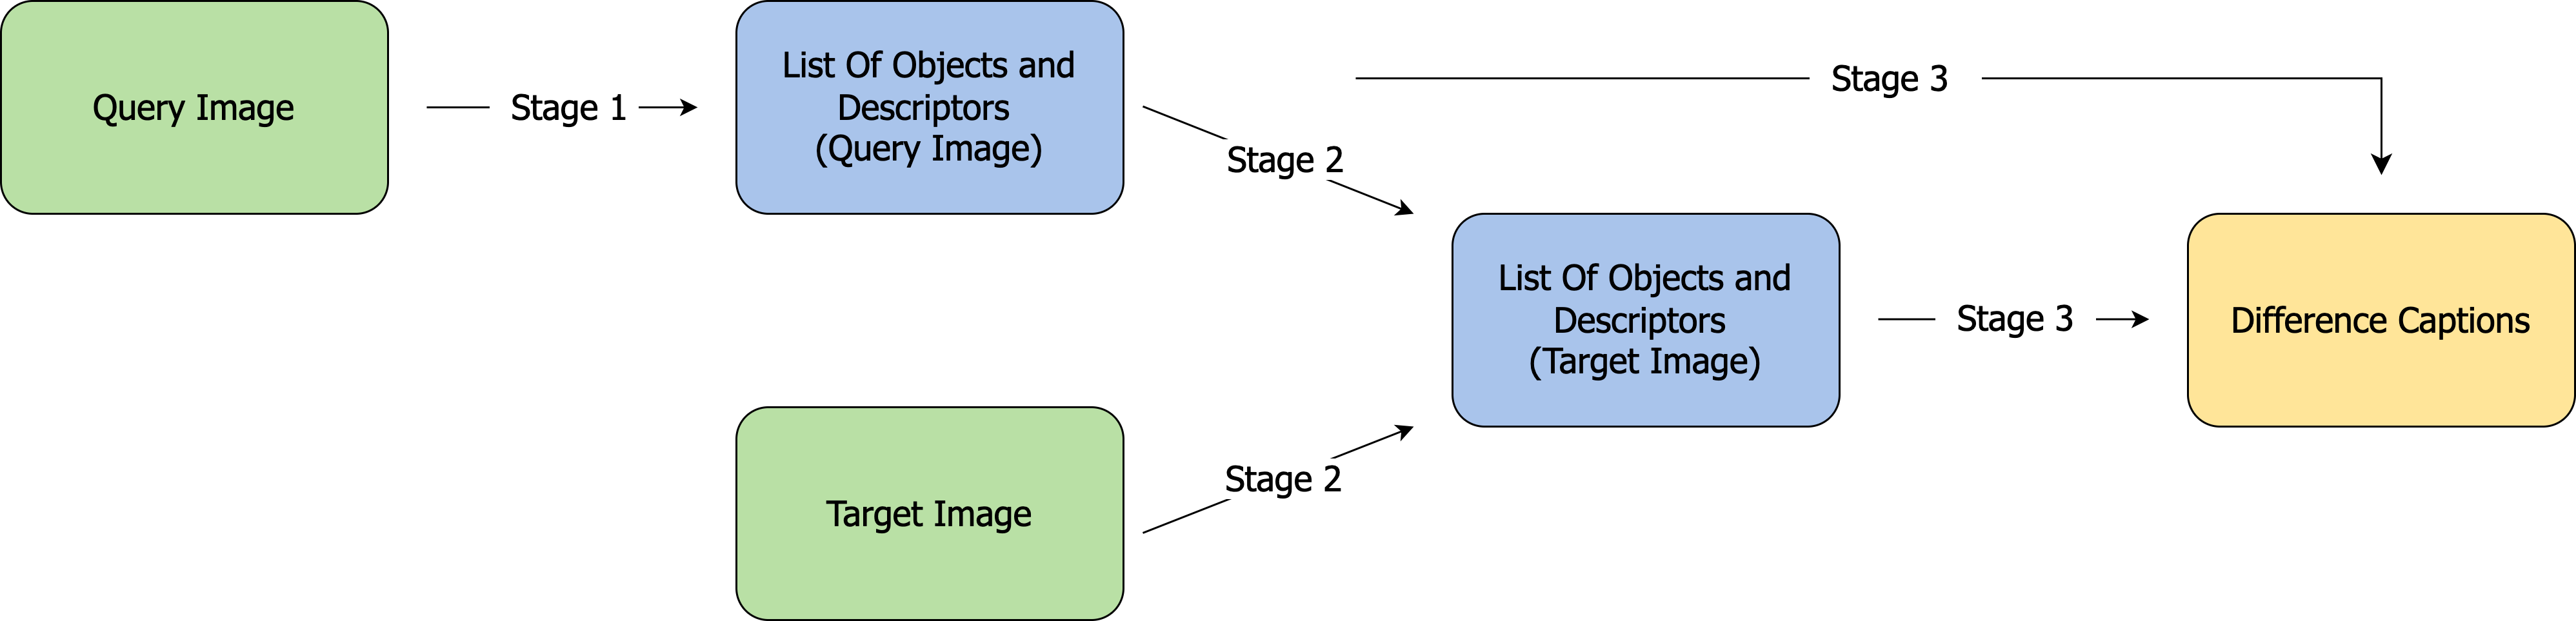 Query Image
Stage 1
List Of Objects and
Descriptors
(Query Image)
Stage 2
Stage 3
Target Image
Stage 2
List Of Objects and
Descriptors
(Target Image)
Stage 3
Difference Captions